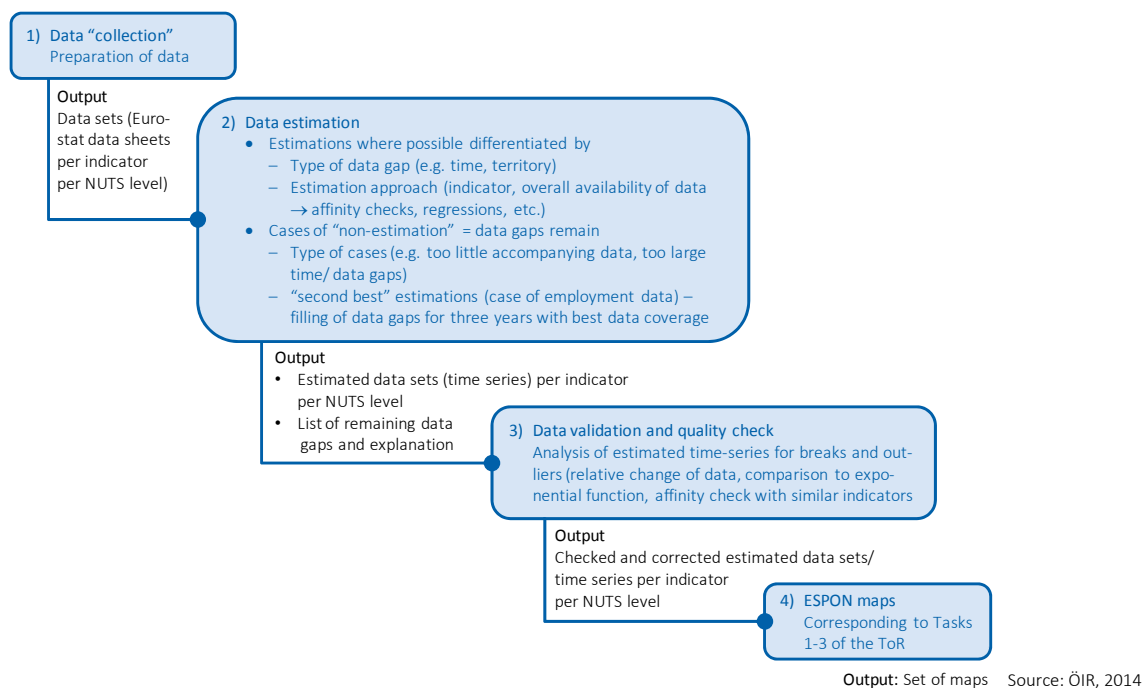 1) Data “collection”
Preparation of data
Output
Data sets (Euro-
stat data sheets
per indicator
per NUTS level)
2) Data estimation
• Estimations where possible differentiated by
– Type of data gap (e.g. time, territory)
– Estimation approach (indicator, overall availability of data
→ affinity checks, regressions, etc.)
• Cases of “non-estimation” = data gaps remain
– Type of cases (e.g. too little accompanying data, too large
time/ data gaps)
– “second best” estimations (case of employment data) –
filling of data gaps for three years with best data coverage
Output
• Estimated data sets (time series) per indicator
per NUTS level
• List of remaining data
gaps and explanation
3) Data validation and quality check
Analysis of estimated time-series for breaks and out-
liers (relative change of data, comparison to expo-
nential function, affinity check with similar indicators
Output
Checked and corrected estimated data sets/
time series per indicator
per NUTS level
4) ESPON maps
Corresponding to Tasks
1-3 of the ToR
Output: Set of maps Source: ÖIR, 2014